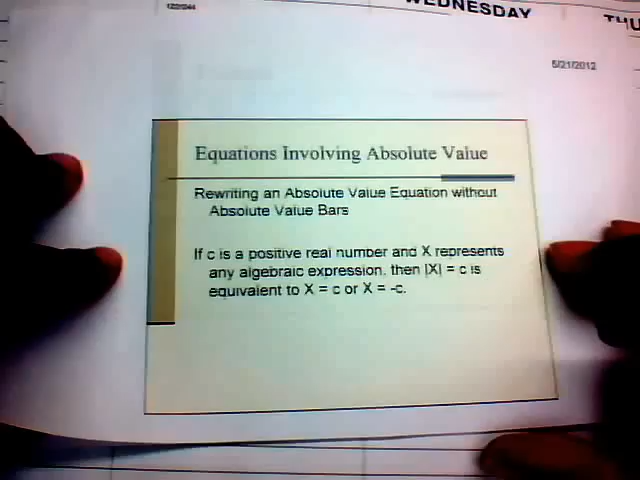 WEDNESDAY
5/21/2012
Equations Involving Absolute Value
Rewriting an Absolute Value Equation without
Absolute Value Bars
If c is a positive real number and X represents
any algebraic expression, then |X| = c is
equivalent to X = c or X = -c.